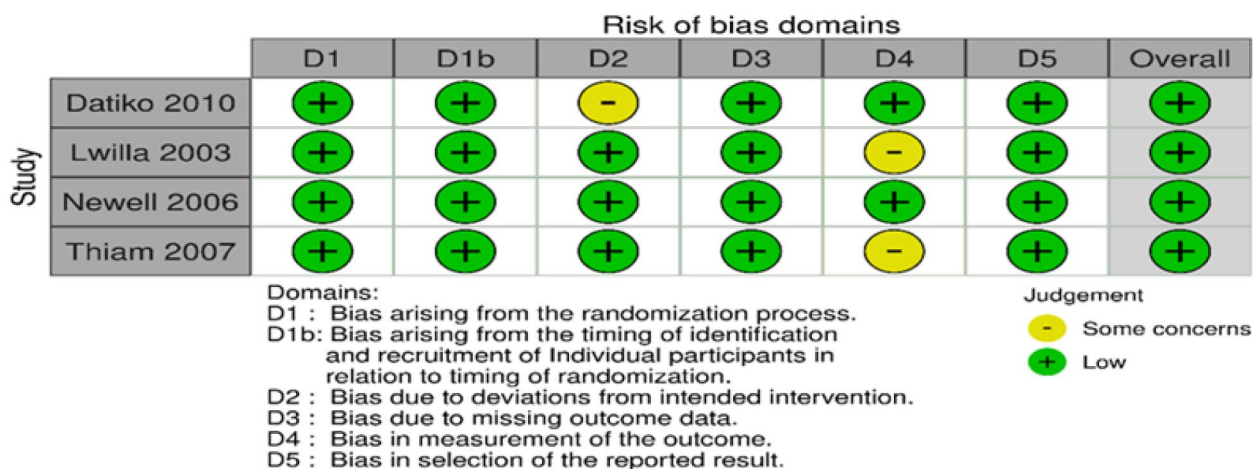 Risk of bias domains
D1 D1b D2 D3 D4 D5 Overall
Study
Datiko 2010 + + - + + + +
Lwilla 2003 + + + + - + +
Newell 2006 + + + + + + +
Thiam 2007 + + + + - + +
Domains:
D1 : Bias arising from the randomization process.
D1b: Bias arising from the timing of identification
and recruitment of Individual participants in
relation to timing of randomization.
D2 : Bias due to deviations from intended intervention.
D3 : Bias due to missing outcome data.
D4 : Bias in measurement of the outcome.
D5 : Bias in selection of the reported result.
Judgement
- Some concerns
+ Low